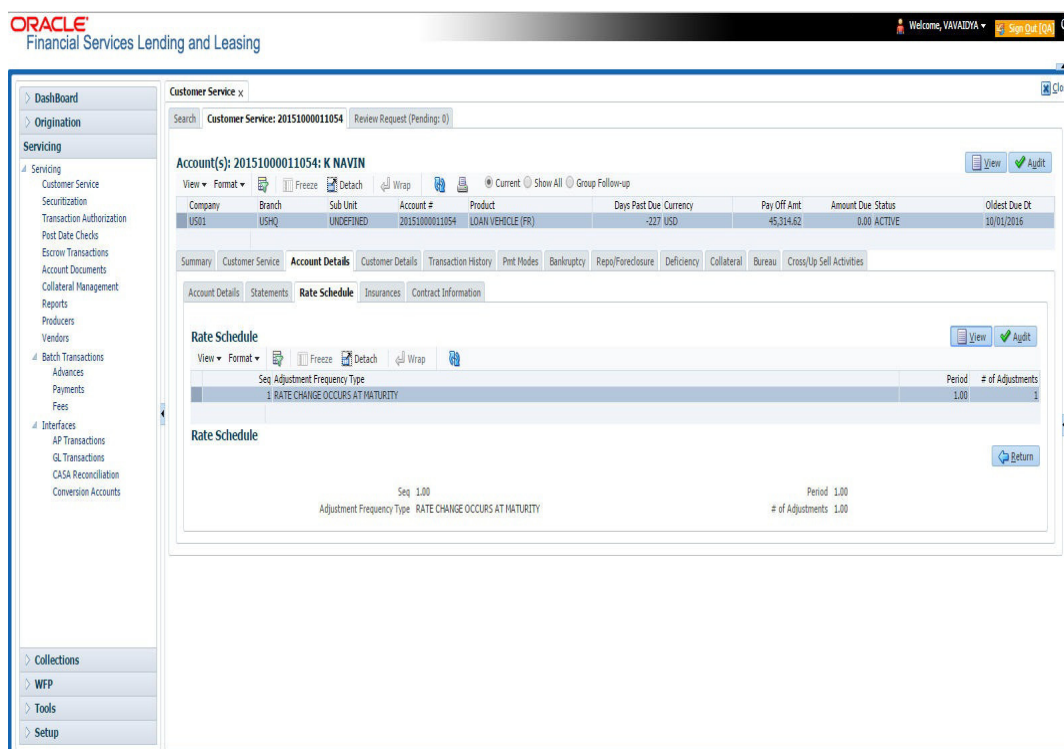 ORACLE
Financial Services Lending and Leasing
Welcome, VAVAIDYA
Sign Out [QA]
DashBoard
Origination
Servicing
Servicing
Customer Service
Securitization
Transaction Authorization
Post Date Checks
Escrow Transactions
Account Documents
Collateral Management
Reports
Producers
Vendors
Batch Transactions
Advances
Payments
Fees
Interfaces
AP Transactions
GL Transactions
CASA Reconciliation
Conversion Accounts
Collections
WFP
Tools
Setup
Customer Service x
Clo
Search Customer Service: 20151000011054 Review Request (Pending: 0)
Account(s): 20151000011054: K NAVIN
View Audit
View Format Freeze Detach Wrap Current Show All Group Follow-up
Company Branch Sub Unit Account # Product Days Past Due Currency Pay Off Amt Amount Due Status Oldest Due Dt
US01 USHQ UNDEFINED 20151000011054 LOAN VEHICLE (FR) -227 USD 45,314.62 0.00 ACTIVE 10/01/2016
Summary Customer Service Account Details Customer Details Transaction History Pmt Modes Bankruptcy Repo/Foreclosure Deficiency Collateral Bureau Cross/Up Sell Activities
Account Details Statements Rate Schedule Insurances Contract Information
Rate Schedule
View Audit
View Format Freeze Detach Wrap
Seq Adjustment Frequency Type Period # of Adjustments
1 RATE CHANGE OCCURS AT MATURITY 1.00 1
Rate Schedule
Return
Seq 1.00 Period 1.00
Adjustment Frequency Type RATE CHANGE OCCURS AT MATURITY # of Adjustments 1.00